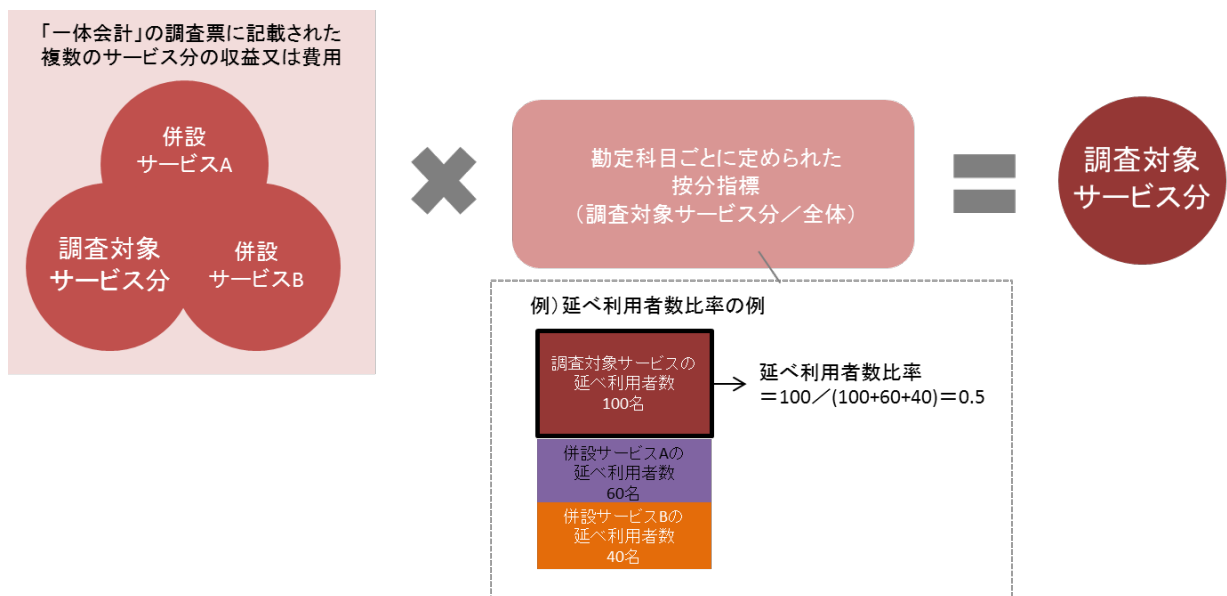 「一体会計」の調査票に記載された
複数のサービス分の収益又は費用
併設
サービスA
調査対象
サービス分
併設
サービスB
勘定科目ごとに定められた
按分指標
（調査対象サービス分／全体）
調査対象
サービス分
例）延べ利用者数比率の例
調査対象サービスの
延べ利用者数
100名
延べ利用者数比率
＝100／(100+60+40)＝0.5
併設サービスAの
延べ利用者数
60名
併設サービスBの
延べ利用者数
40名